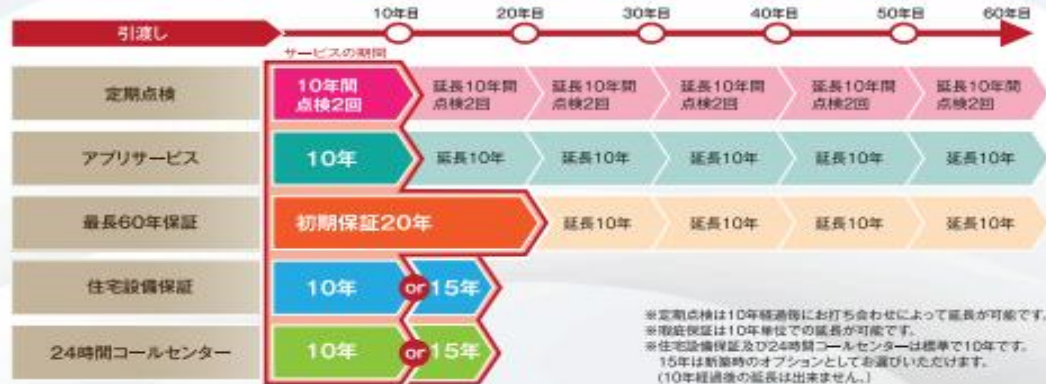 10年目 20年目 30年目 40年目 50年目 60年目
引渡し
サービスの期間
定期点検
10年間
点検2回
延長10年間
点検2回
延長10年間
点検2回
延長10年間
点検2回
延長10年間
点検2回
延長10年間
点検2回
アプリサービス 10年 延長10年 延長10年 延長10年 延長10年 延長10年
最長60年保証 初期保証20年 延長10年 延長10年 延長10年 延長10年
住宅設備保証 10年 or 15年
24時間コールセンター 10年 or 15年
※定期点検は10年経過毎にお打ち合わせによって延長が可能です。
※瑕疵保証は10年単位での延長が可能です。
※住宅設備保証及び24時間コールセンターは標準で10年です。
15年は新築時のオプションとしてお選びいただけます。
(10年経過後の延長は出来ません。)